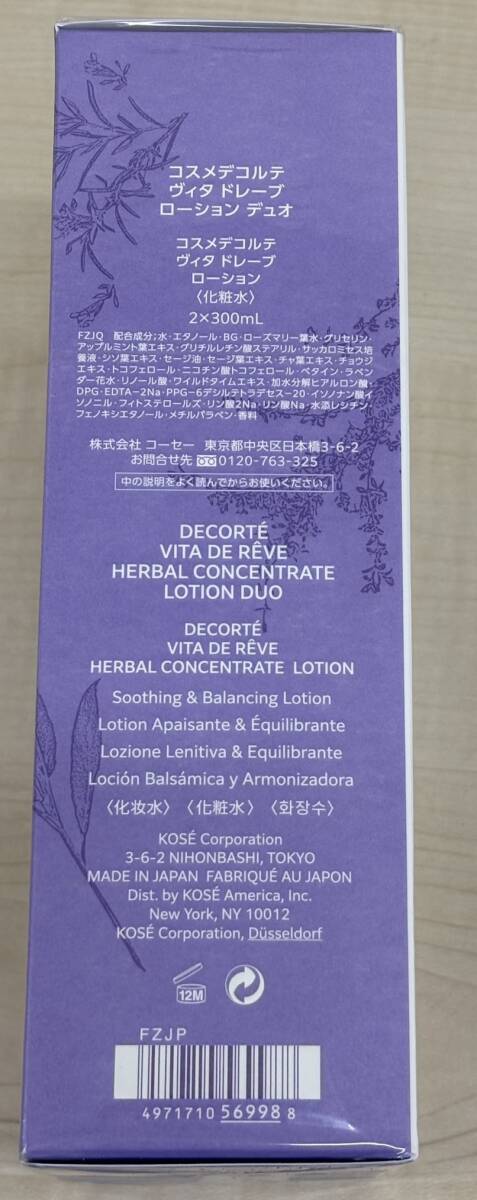 コスメデコルテ
ヴィタ ドレーブ
ローション デュオ
コスメデコルテ
ヴィタ ドレーブ
ローション
〈化粧水〉
2×300mL
FZJQ 配合成分;水・エタノール・BG・ローズマリー葉水・グリセリン・
アップルミント葉エキス・グリチルレチン酸ステアリル・サッカロミセス培
養液・シソ葉エキス・セージ油・セージ葉エキス・チャ葉エキス・チョウジ
エキス・トコフェロール・ニコチン酸トコフェロール・ベタイン・ラベン
ダー花水・リノール酸・ワイルドタイムエキス・加水分解ヒアルロン酸・
DPG・EDTA-2Na・PPG-6デシルテトラデセス-20・イソノナン酸イ
ソノニル・フィトステロールズ・リン酸2Na・リン酸Na・水添レシチン・
フェノキシエタノール・メチルパラベン・香料
株式会社 コーセー 東京都中央区日本橋3-6-2
お問合せ先 0120-763-325
中の説明をよく読んでからお使いください。
DECORTÉ
VITA DE RÊVE
HERBAL CONCENTRATE
LOTION DUO
DECORTÉ
VITA DE RÊVE
HERBAL CONCENTRATE LOTION
Soothing & Balancing Lotion
Lotion Apaisante & Équilibrante
Lozione Lenitiva & Equilibrante
Loción Balsámica y Armonizadora
〈化妆水〉〈化粧水〉〈화장수〉
KOSÉ Corporation
3-6-2 NIHONBASHI, TOKYO
MADE IN JAPAN FABRIQUÉ AU JAPON
Dist. by KOSÉ America, Inc.
New York, NY 10012
KOSÉ Corporation, Düsseldorf
12M
FZJP
4971710 56998 8